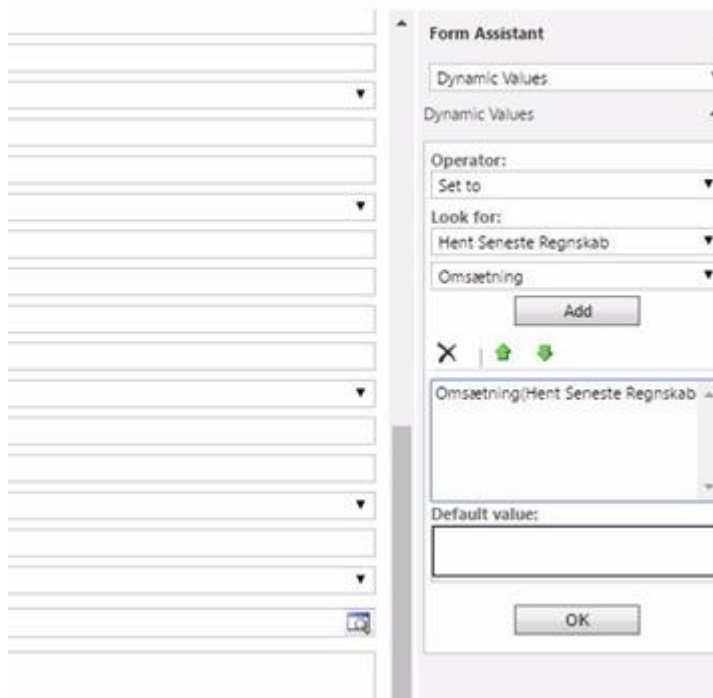 Form Assistant
Dynamic Values
Dynamic Values
Operator:
Set to
Look for:
Hent Seneste Regnskab
Omsætning
Add
Omsætning(Hent Seneste Regnskab
Default value:
OK